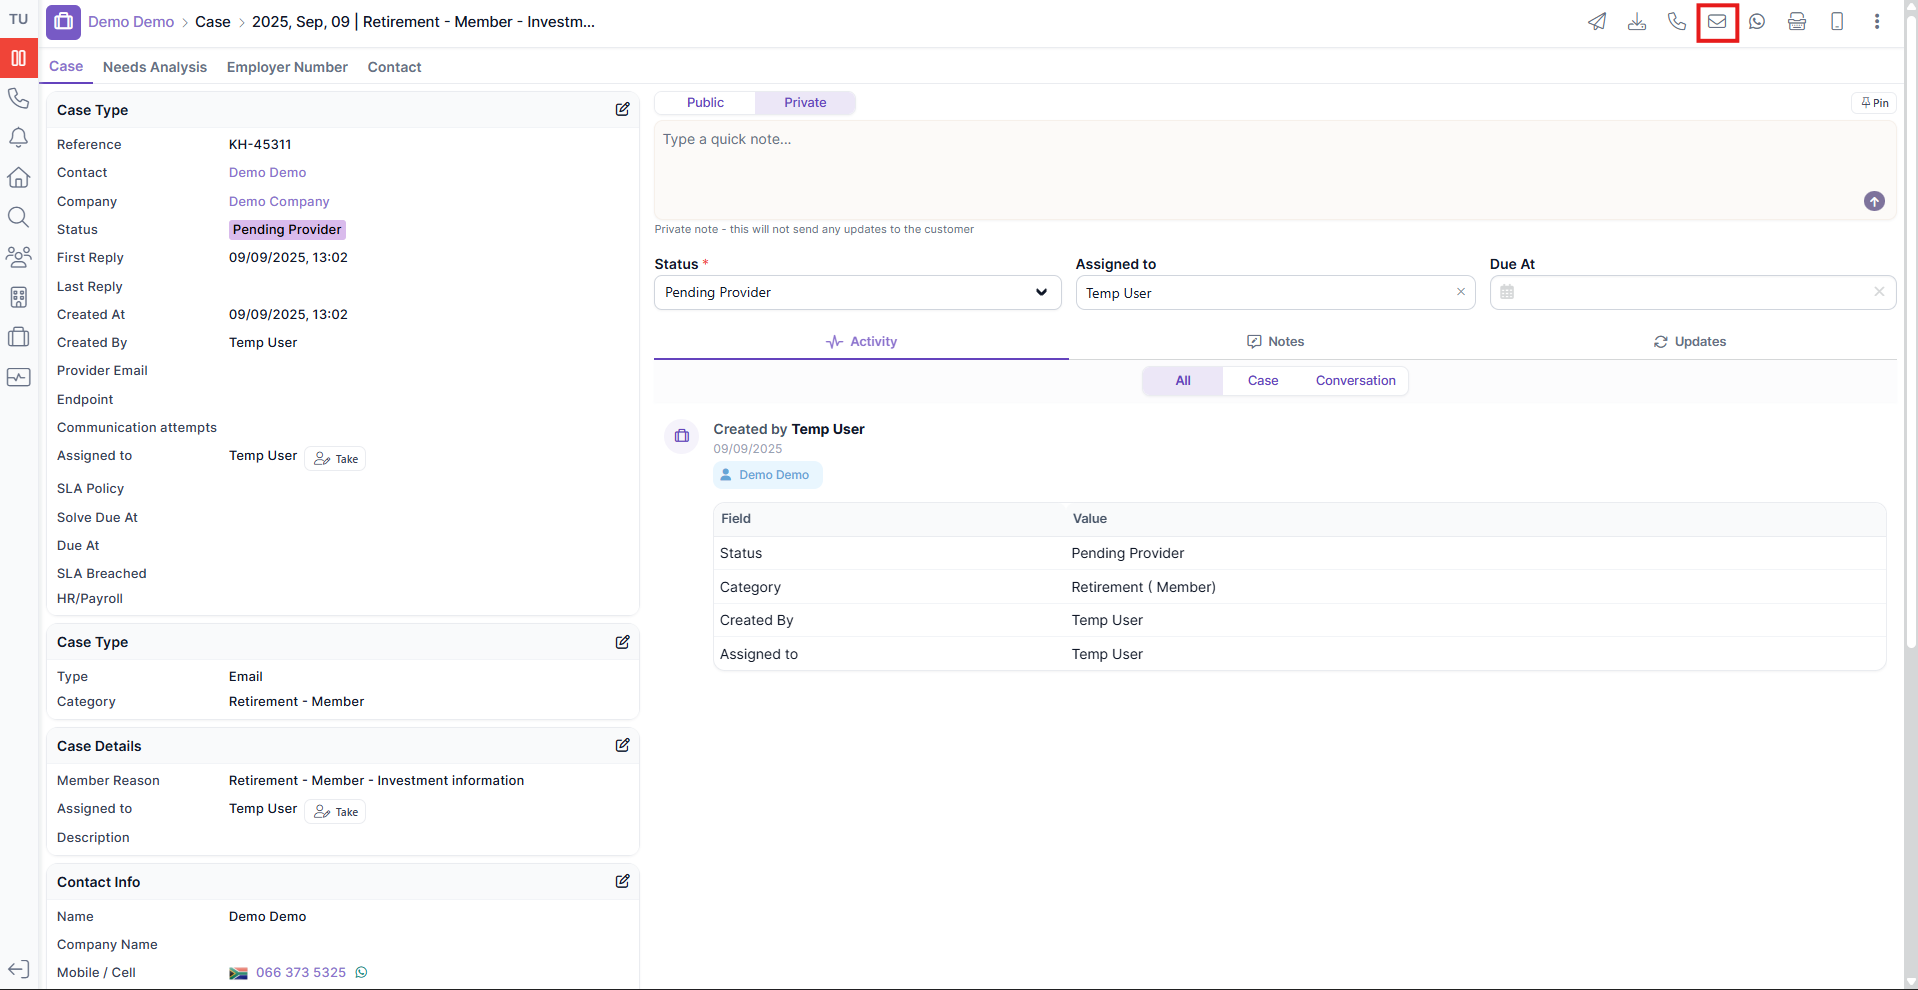 TU
Demo Demo > Case > 2025, Sep, 09 | Retirement - Member - Investm...
Case Needs Analysis Employer Number Contact
Case Type
Reference KH-45311
Contact Demo Demo
Company Demo Company
Status Pending Provider
First Reply 09/09/2025, 13:02
Last Reply
Created At 09/09/2025, 13:02
Created By Temp User
Provider Email
Endpoint
Communication attempts
Assigned to Temp User Take
SLA Policy
Solve Due At
Due At
SLA Breached
HR/Payroll
Case Type
Type Email
Category Retirement - Member
Case Details
Member Reason Retirement - Member - Investment information
Assigned to Temp User Take
Description
Contact Info
Name Demo Demo
Company Name
Mobile / Cell 066 373 5325
Public Private
Pin
Type a quick note...
Private note - this will not send any updates to the customer
Status * Assigned to Due At
Pending Provider Temp User
Activity Notes Updates
All Case Conversation
Created by Temp User
09/09/2025
Demo Demo
Field Value
Status Pending Provider
Category Retirement ( Member)
Created By Temp User
Assigned to Temp User